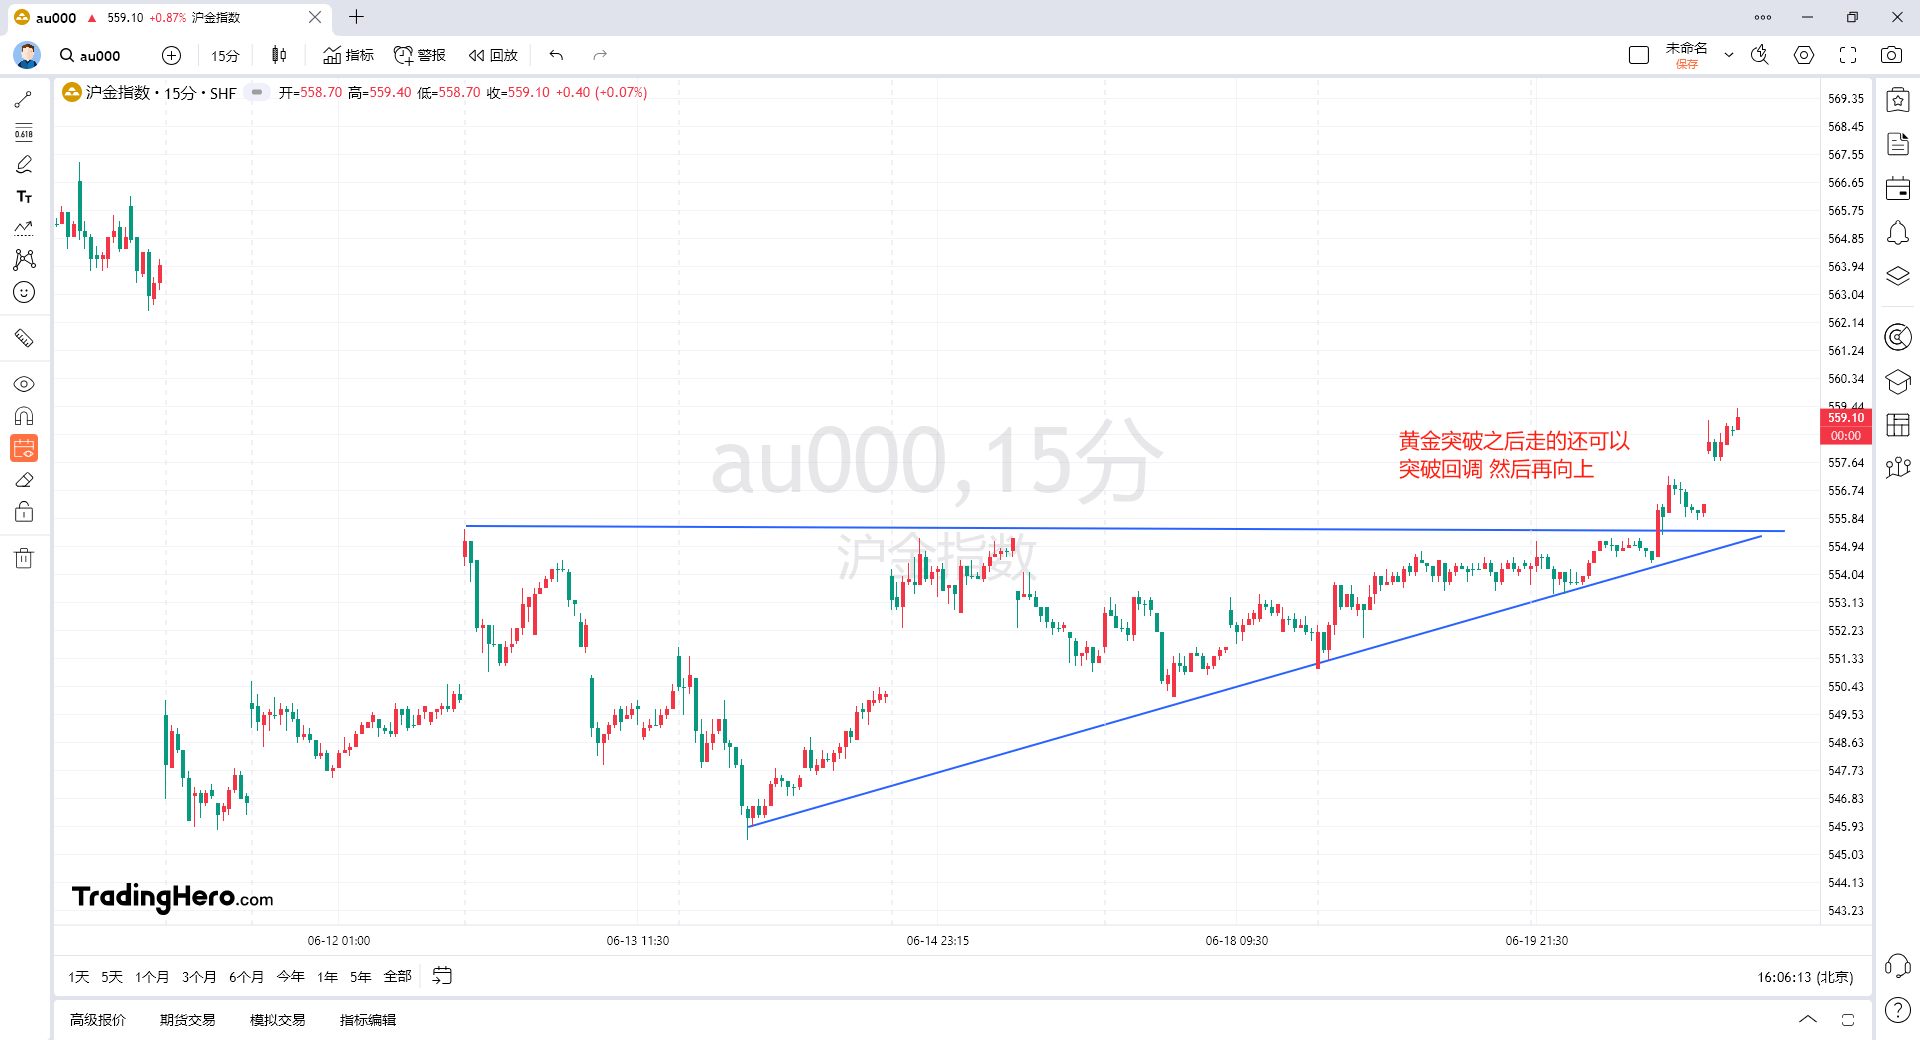 au000 ▲ 559.10 +0.87% 沪金指数
au000 15分 指标 警报 回放 未命名
保存
沪金指数 · 15分 · SHF 开=558.70 高=559.40 低=558.70 收=559.10 +0.40 (+0.07%)
0.618
TT
569.35
568.45
567.55
566.65
565.75
564.85
563.94
563.04
562.14
561.24
560.34
559.44
559.10
00:00
557.64
556.74
555.84
554.94
554.04
553.13
552.23
551.33
550.43
549.53
548.63
547.73
546.83
545.93
545.03
544.13
543.23
au000,15分
沪金指数
黄金突破之后走的还可以
突破回调 然后再向上
TradingHero.com
06-12 01:00 06-13 11:30 06-14 23:15 06-18 09:30 06-19 21:30
1天 5天 1个月 3个月 6个月 今年 1年 5年 全部 16:06:13 (北京)
高级报价 期货交易 模拟交易 指标编辑